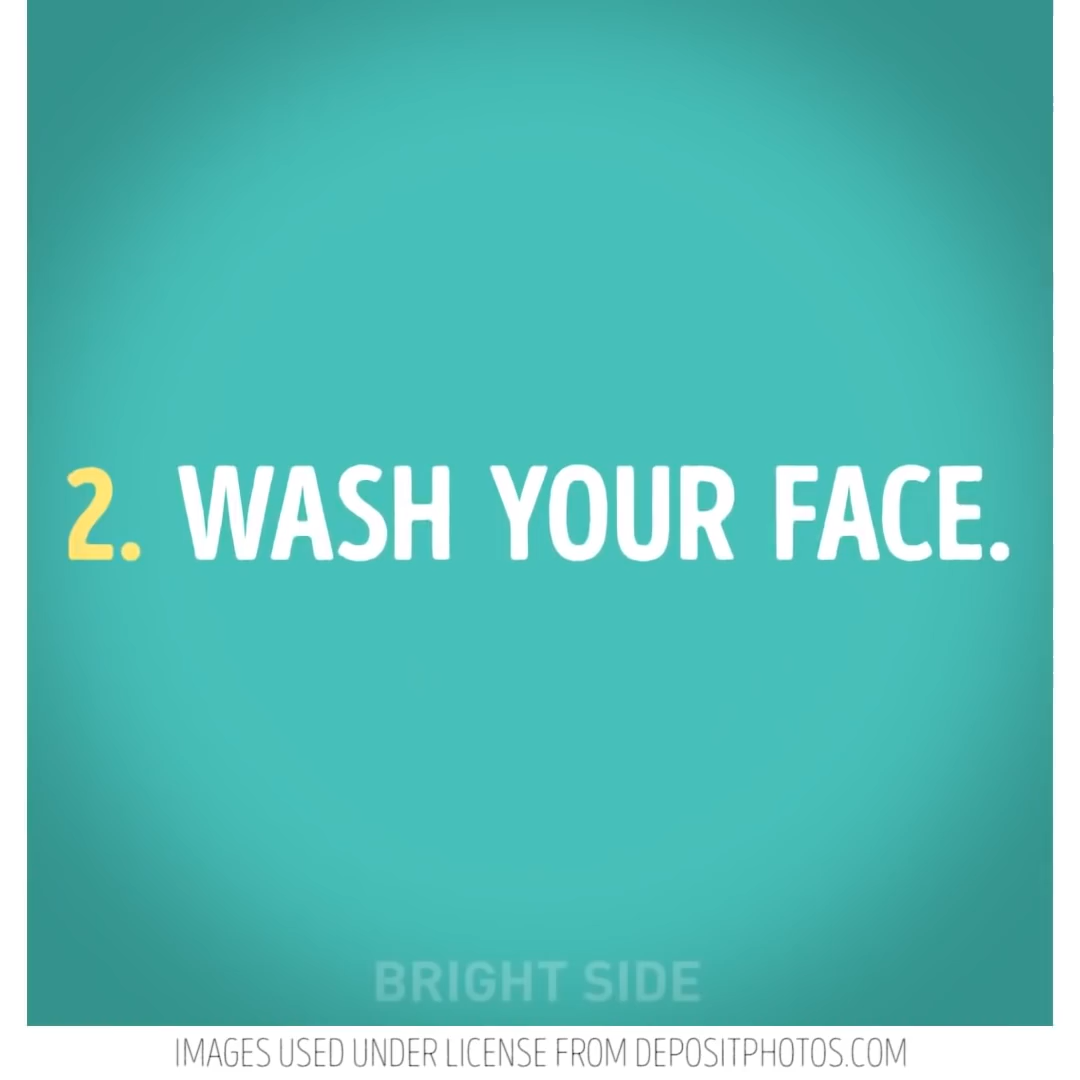 2. WASH YOUR FACE.
BRIGHT SIDE
IMAGES USED UNDER LICENSE FROM DEPOSITPHOTOS.COM